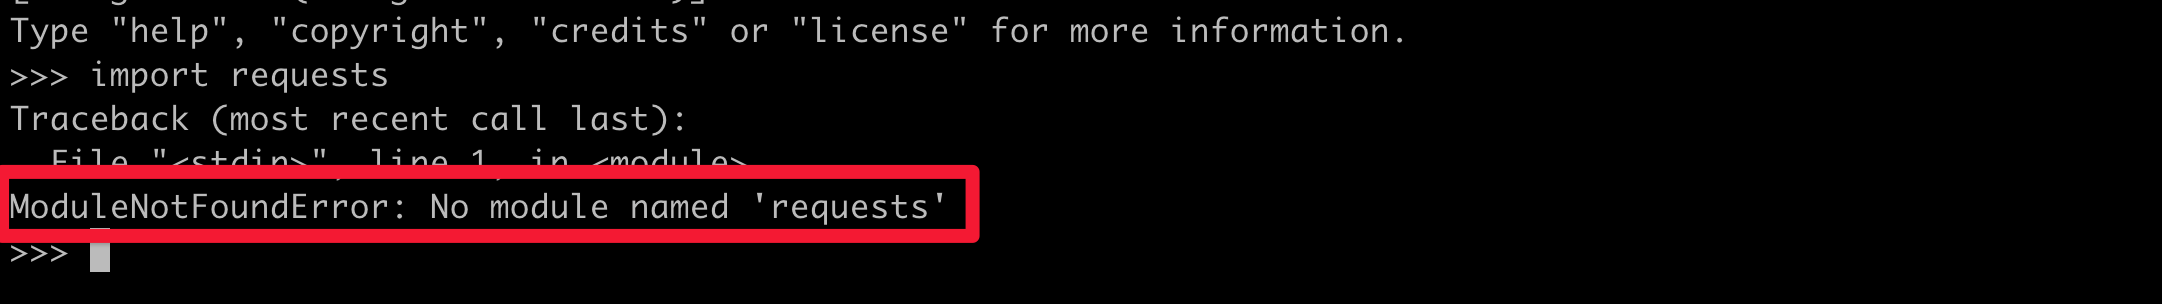 Type "help", "copyright", "credits" or "license" for more information.
>>> import requests
Traceback (most recent call last):
File "<stdin>", line 1, in <module>
ModuleNotFoundError: No module named 'requests'
>>>